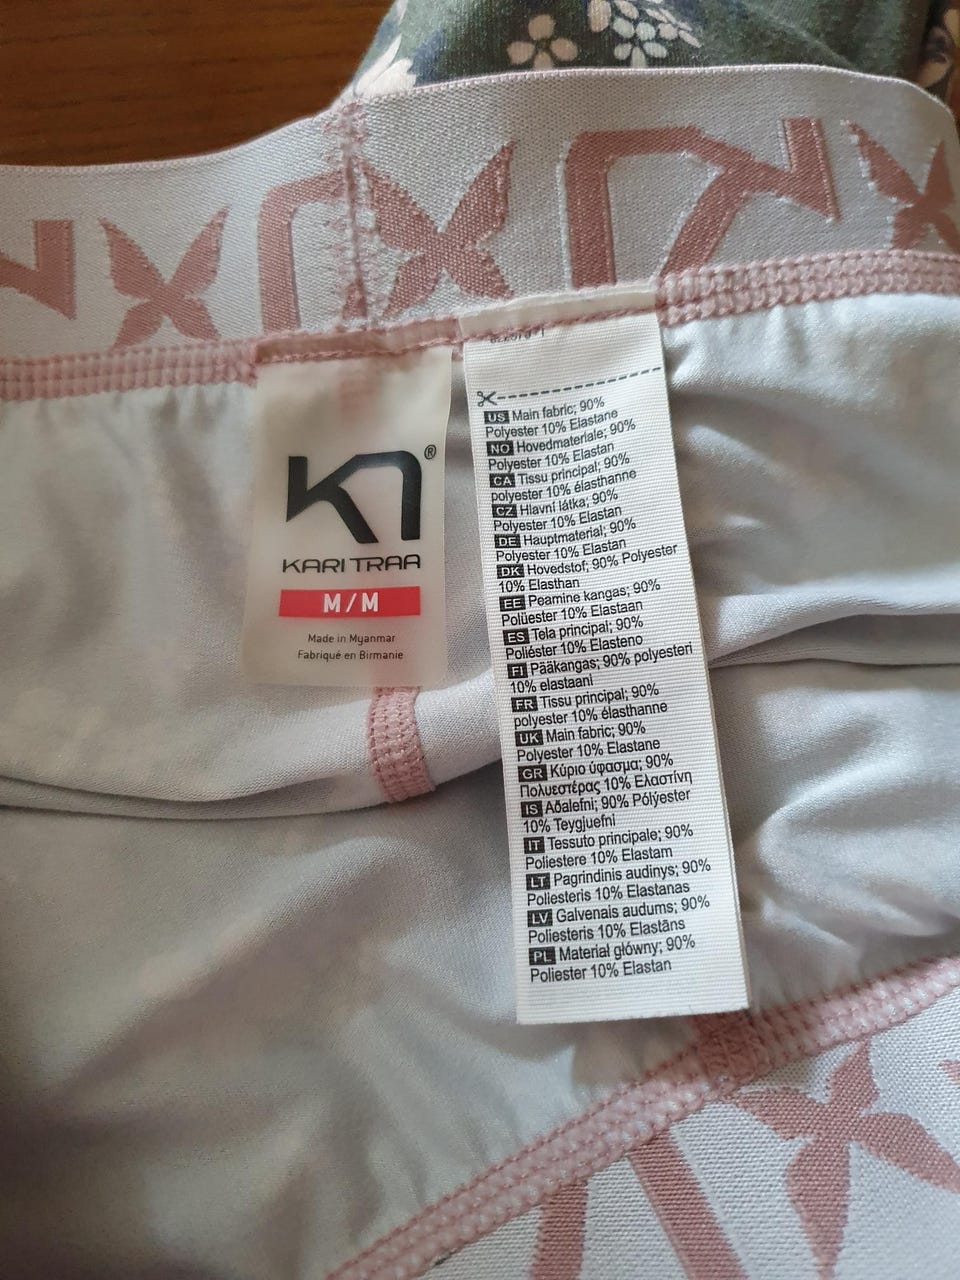 KARI TRAA
M/M
Made in Myanmar
Fabriqué en Birmanie
US Main fabric; 90%
Polyester 10% Elastane
NO Hovedmateriale; 90%
Polyester 10% Elastan
CA Tissu principal; 90%
polyester 10% élasthanne
CZ Hlavní látka; 90%
Polyester 10% Elastan
DE Hauptmaterial; 90%
Polyester 10% Elastan
DK Hovedstof; 90% Polyester
10% Elasthan
EE Peamine kangas; 90%
Polüester 10% Elastaan
ES Tela principal; 90%
Poliéster 10% Elasteno
FI Pääkangas; 90% polyesteri
10% elastaani
FR Tissu principal; 90%
polyester 10% élasthanne
UK Main fabric; 90%
Polyester 10% Elastane
GR Κύριο ύφασμα; 90%
Πολυεστέρας 10% Ελαστίνη
IS Aðalefni; 90% Pólýester
10% Teygjuefni
IT Tessuto principale; 90%
Poliestere 10% Elastam
LT Pagrindinis audinys; 90%
Poliesteris 10% Elastanas
LV Galvenais audums; 90%
Poliesteris 10% Elastāns
PL Materiał główny; 90%
Poliester 10% Elastan